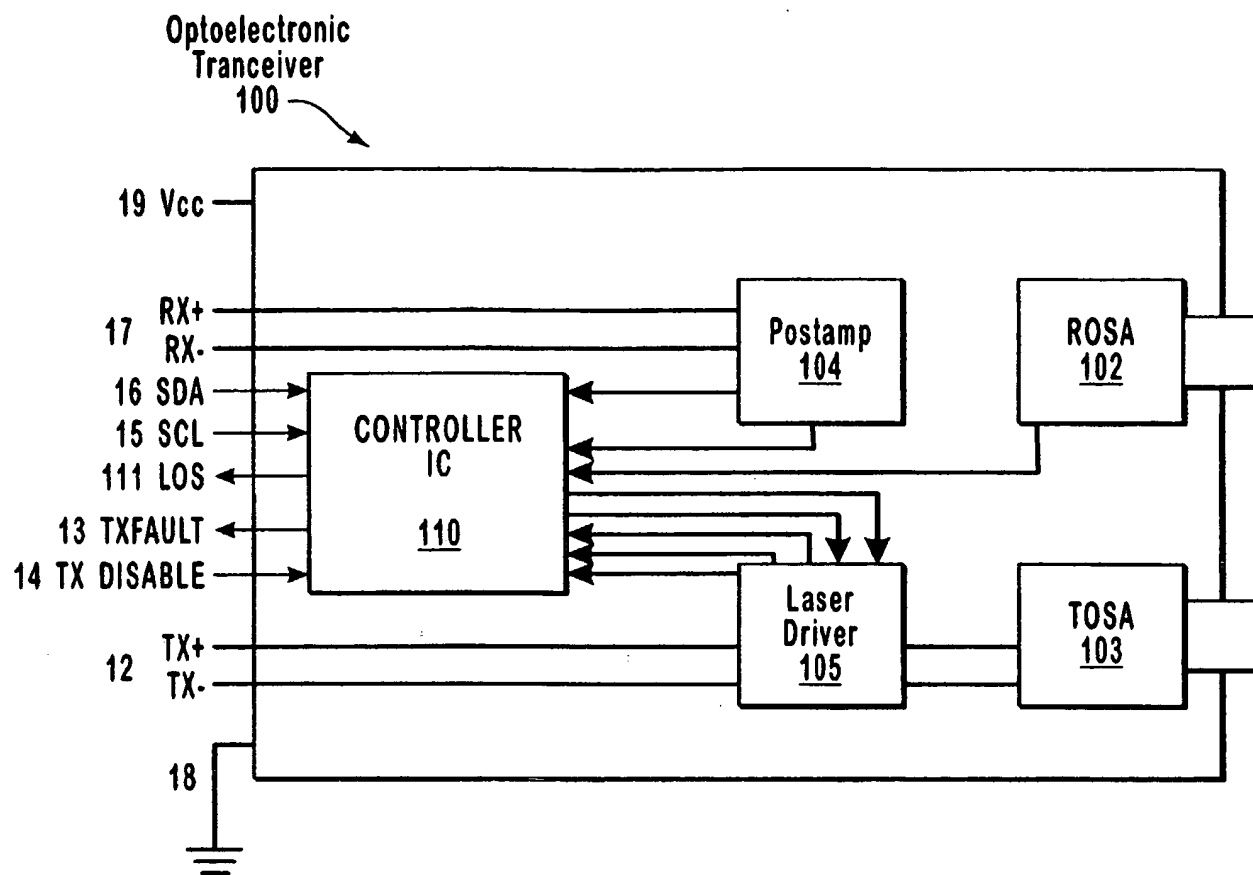 Optoelectronic
Tranceiver
100
19 Vcc
RX+
17
RX-
16 SDA
15 SCL
111 LOS
13 TXFAULT
14 TX DISABLE
TX+
12
TX-
18
CONTROLLER
IC
110
Postamp
104
ROSA
102
Laser
Driver
105
TOSA
103